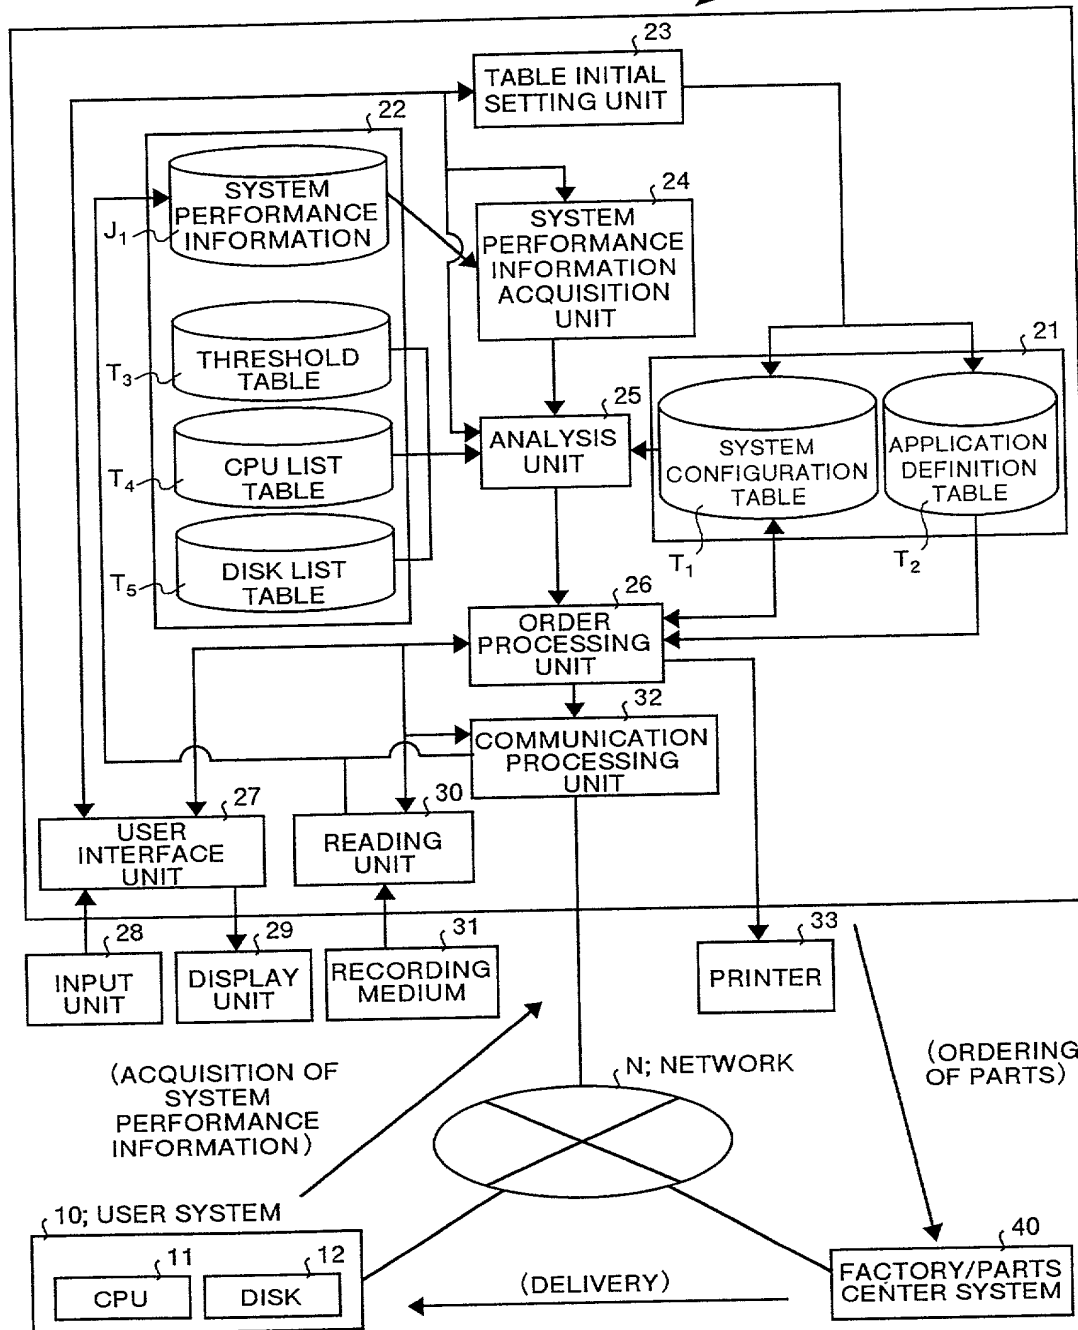 23
TABLE INITIAL
SETTING UNIT
22
SYSTEM
PERFORMANCE
INFORMATION
J1
24
SYSTEM
PERFORMANCE
INFORMATION
ACQUISITION
UNIT
THRESHOLD
TABLE
T3
21
25
ANALYSIS
UNIT
SYSTEM
CONFIGURATION
TABLE
APPLICATION
DEFINITION
TABLE
CPU LIST
TABLE
T4
T1
T2
DISK LIST
TABLE
T5
26
ORDER
PROCESSING
UNIT
32
COMMUNICATION
PROCESSING
UNIT
27
USER
INTERFACE
UNIT
30
READING
UNIT
28
INPUT
UNIT
29
DISPLAY
UNIT
31
RECORDING
MEDIUM
33
PRINTER
(ACQUISITION OF
SYSTEM
PERFORMANCE
INFORMATION)
N; NETWORK
(ORDERING
OF PARTS)
10; USER SYSTEM
11
CPU
12
DISK
(DELIVERY)
40
FACTORY/PARTS
CENTER SYSTEM